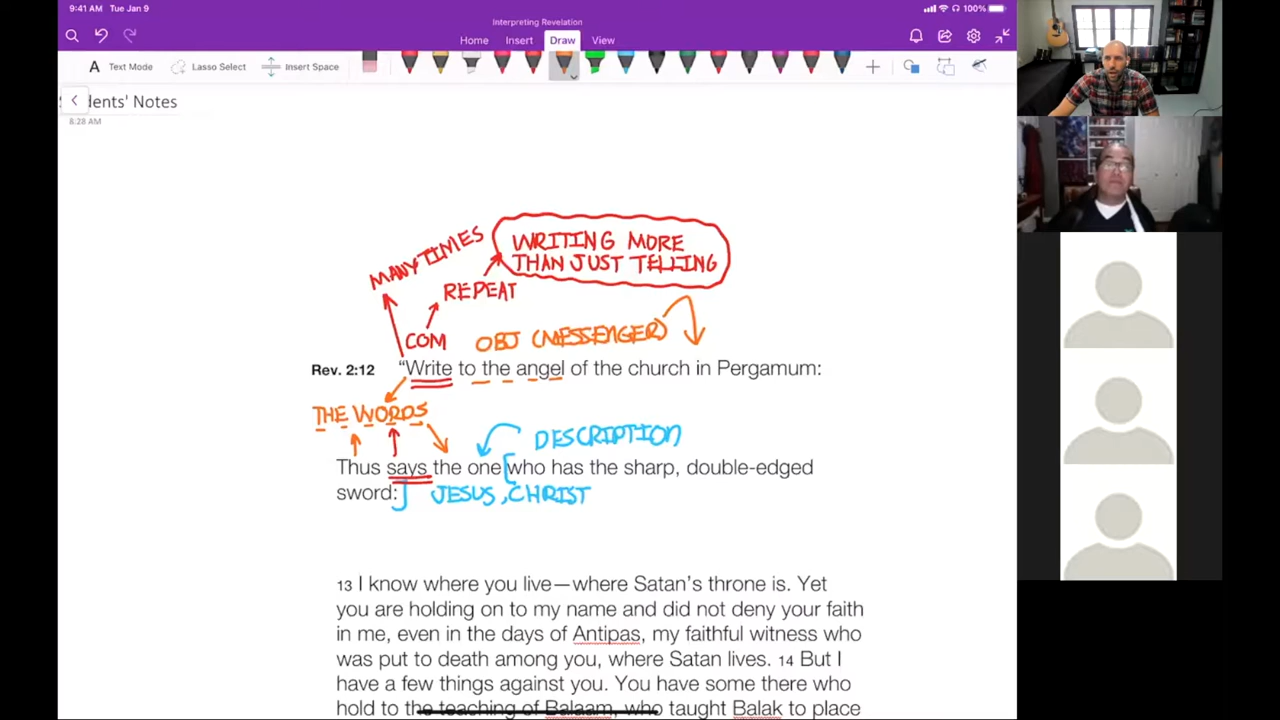 9:41 AM Tue Jan 9
100%
Interpreting Revelation
Home Insert Draw View
Text Mode Lasso Select Insert Space
dents' Notes
8:28 AM
MANY TIMES
WRITING MORE
THAN JUST TELLING
REPEAT
COM
OBJ (MESSENGER)
Rev. 2:12 “Write to the angel of the church in Pergamum:
THE WORDS
DESCRIPTION
Thus says the one [who has the sharp, double-edged
sword:]
JESUS, CHRIST
13 I know where you live—where Satan’s throne is. Yet
you are holding on to my name and did not deny your faith
in me, even in the days of Antipas, my faithful witness who
was put to death among you, where Satan lives. 14 But I
have a few things against you. You have some there who
hold to the teaching of Balaam, who taught Balak to place